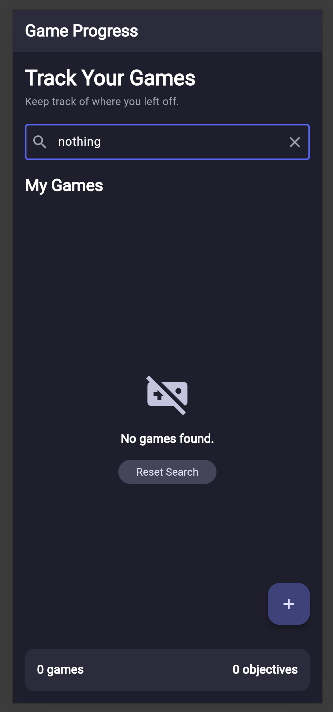 Game Progress
Track Your Games
Keep track of where you left off.
nothing
My Games
No games found.
Reset Search
+
0 games 0 objectives